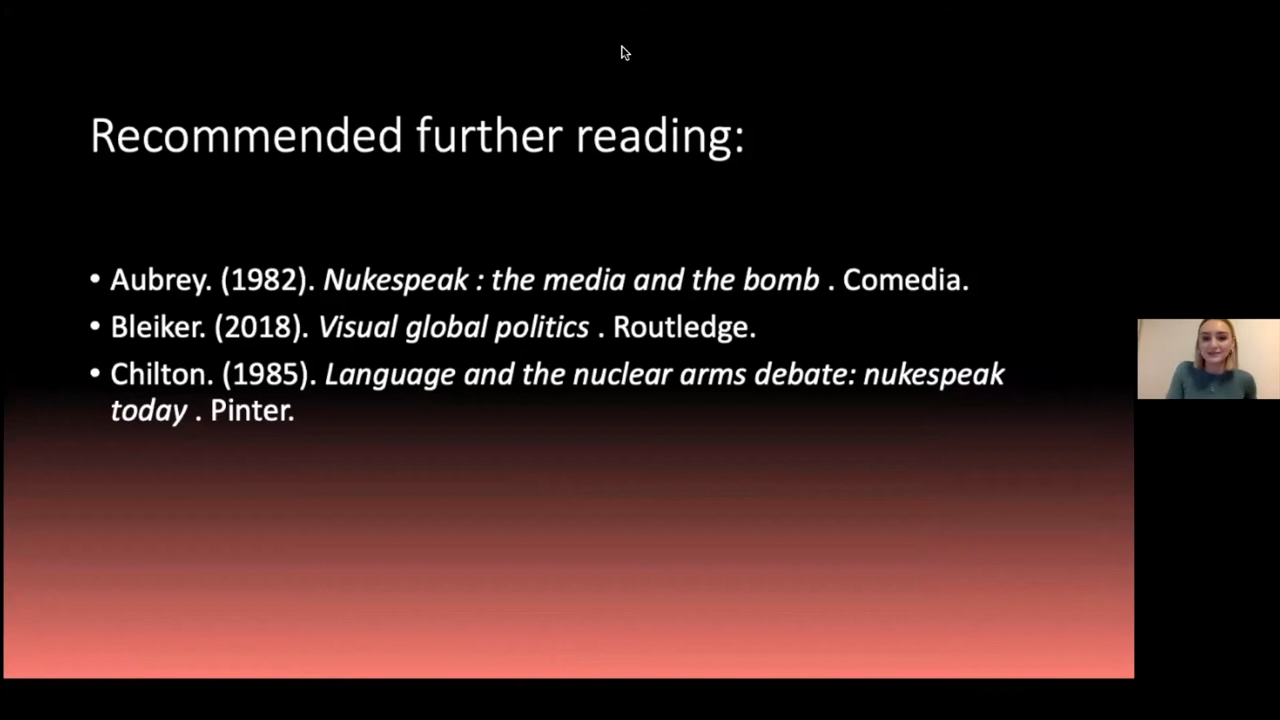 Recommended further reading:
• Aubrey. (1982). Nukespeak : the media and the bomb . Comedia.
• Bleiker. (2018). Visual global politics . Routledge.
• Chilton. (1985). Language and the nuclear arms debate: nukespeak
today . Pinter.